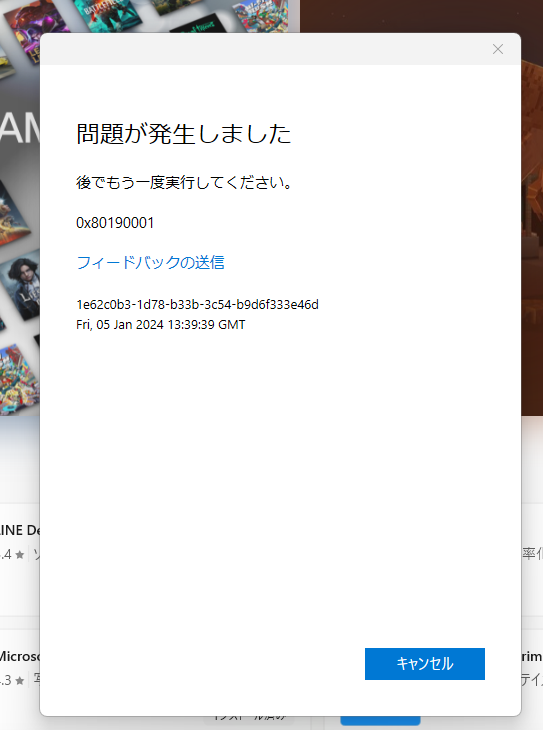 問題が発生しました
後でもう一度実行してください。
0x80190001
フィードバックの送信
1e62c0b3-1d78-b33b-3c54-b9d6f333e46d
Fri, 05 Jan 2024 13:39:39 GMT
.4 ★
.3 ★
キャンセル